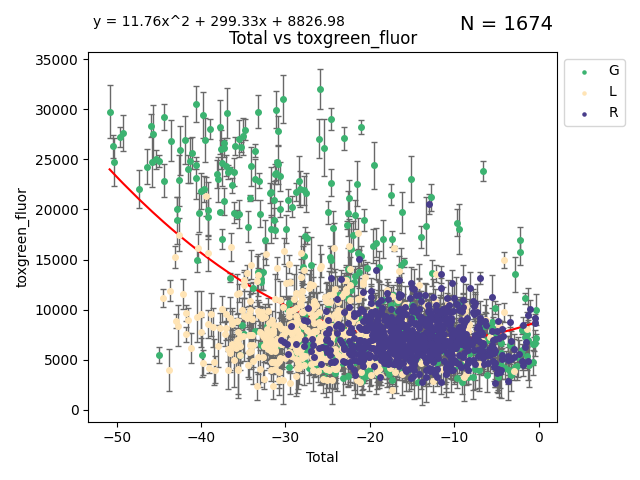 y = 11.76x^2 + 299.33x + 8826.98
N = 1674
Total vs toxgreen_fluor
35000
30000
25000
20000
15000
10000
5000
0
toxgreen_fluor
−50
−40
−30
−20
−10
0
Total
G
L
R